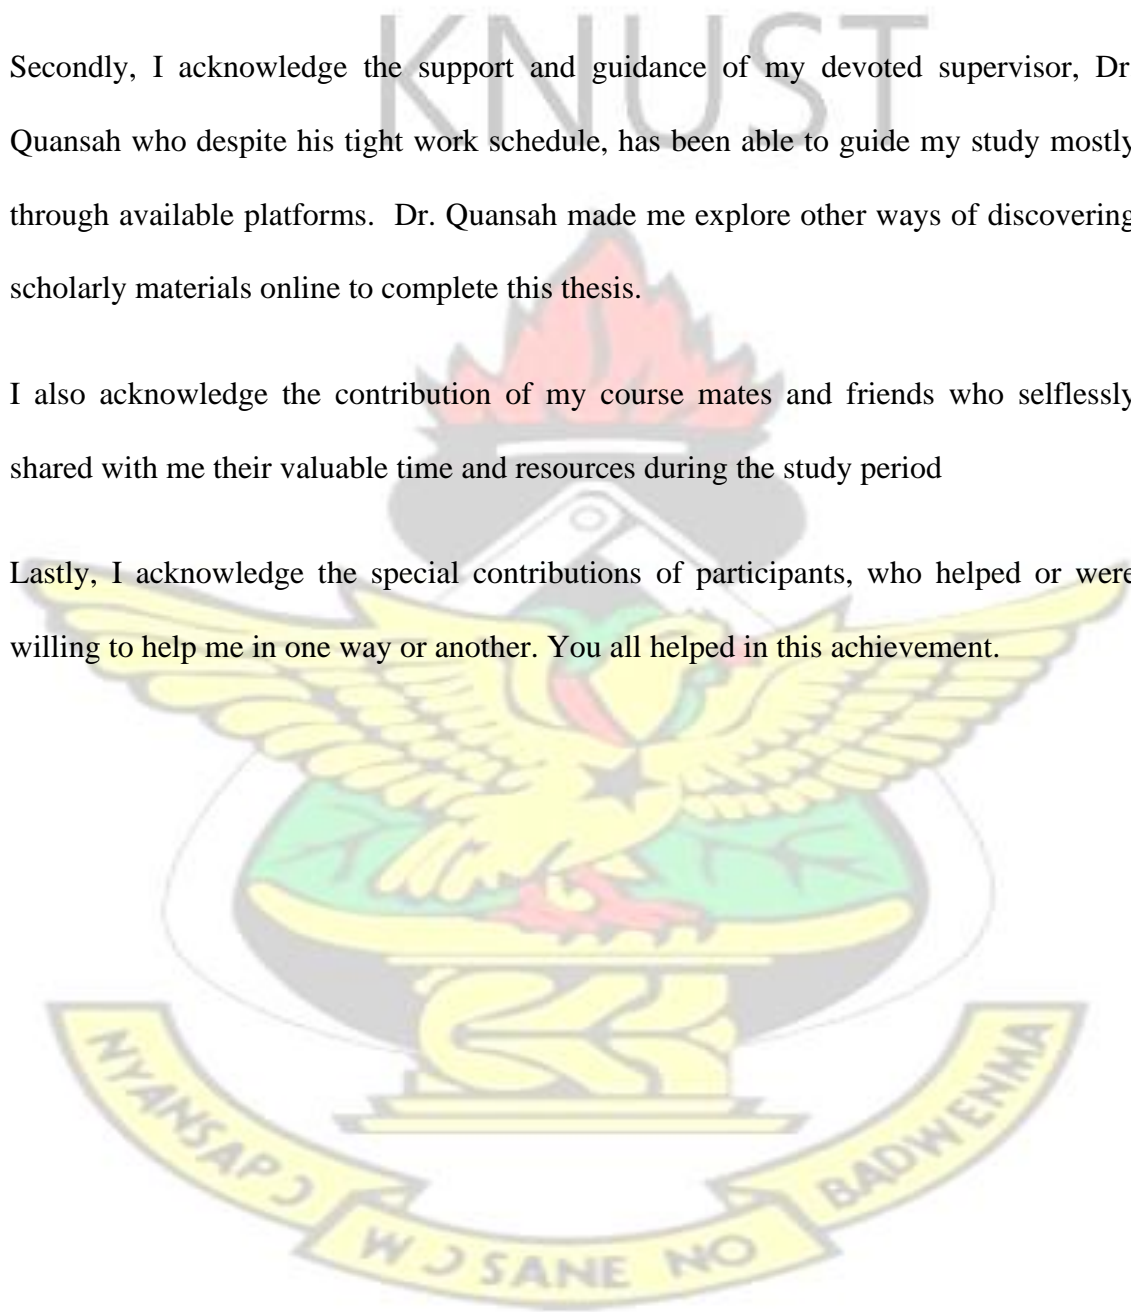 KNUST
Secondly, I acknowledge the support and guidance of my devoted supervisor, Dr
Quansah who despite his tight work schedule, has been able to guide my study mostly
through available platforms. Dr. Quansah made me explore other ways of discovering
scholarly materials online to complete this thesis.
I also acknowledge the contribution of my course mates and friends who selflessly
shared with me their valuable time and resources during the study period
Lastly, I acknowledge the special contributions of participants, who helped or were
willing to help me in one way or another. You all helped in this achievement.
NYANSAPƆ
WƆSANE NO
BADWENMA